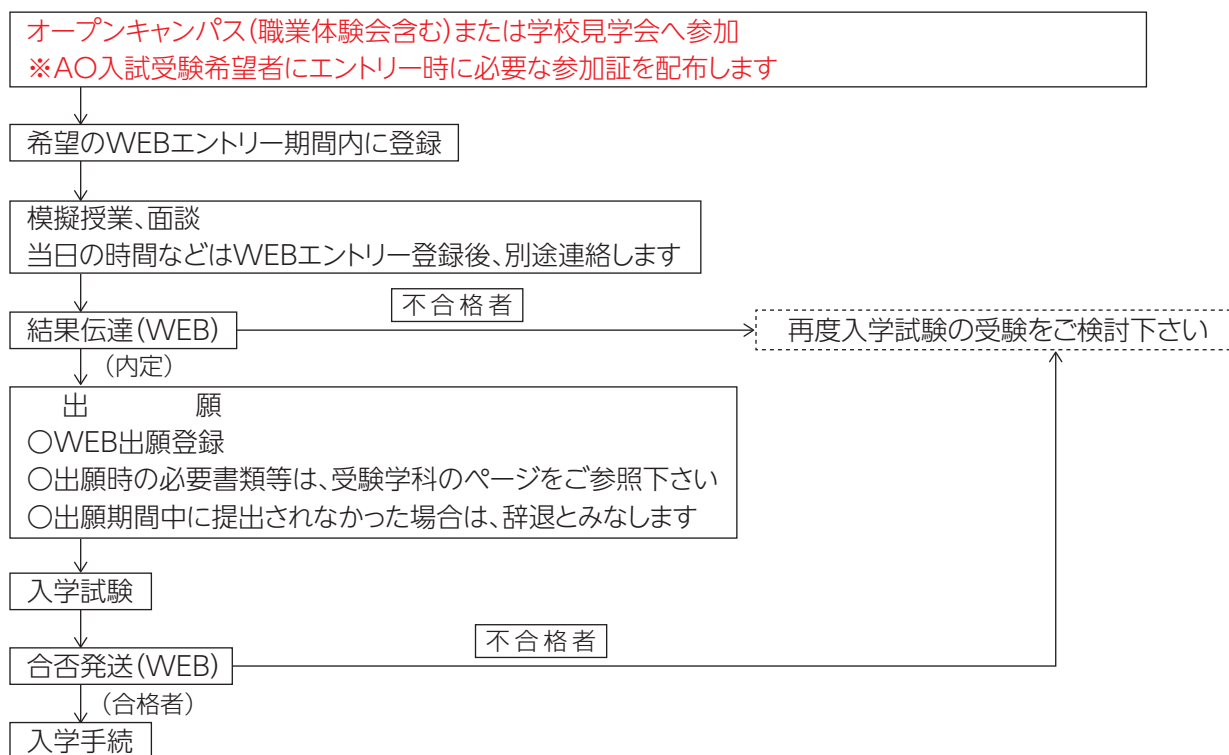 オープンキャンパス(職業体験会含む)または学校見学会へ参加
※AO入試受験希望者にエントリー時に必要な参加証を配布します
希望のWEBエントリー期間内に登録
模擬授業、面談
当日の時間などはWEBエントリー登録後、別途連絡します
不合格者
結果伝達(WEB)
再度入学試験の受験をご検討下さい
(内定)
出　願
○WEB出願登録
○出願時の必要書類等は、受験学科のページをご参照下さい
○出願期間中に提出されなかった場合は、辞退とみなします
入学試験
不合格者
合否発送(WEB)
(合格者)
入学手続